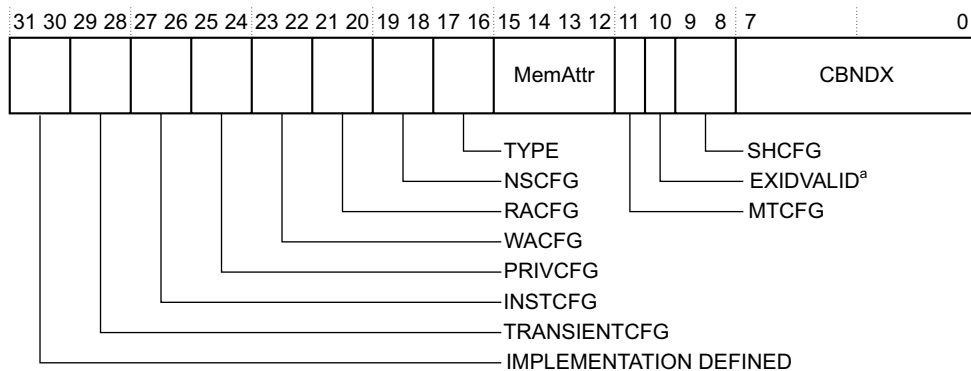 31 30 29 28 27 26 25 24 23 22 21 20 19 18 17 16 15 14 13 12 11 10 9 8 7 0
MemAttr CBNDX
TYPE SHCFG
NSCFG EXIDVALIDa
RACFG MTCFG
WACFG
PRIVCFG
INSTCFG
TRANSIENTCFG
IMPLEMENTATION DEFINED